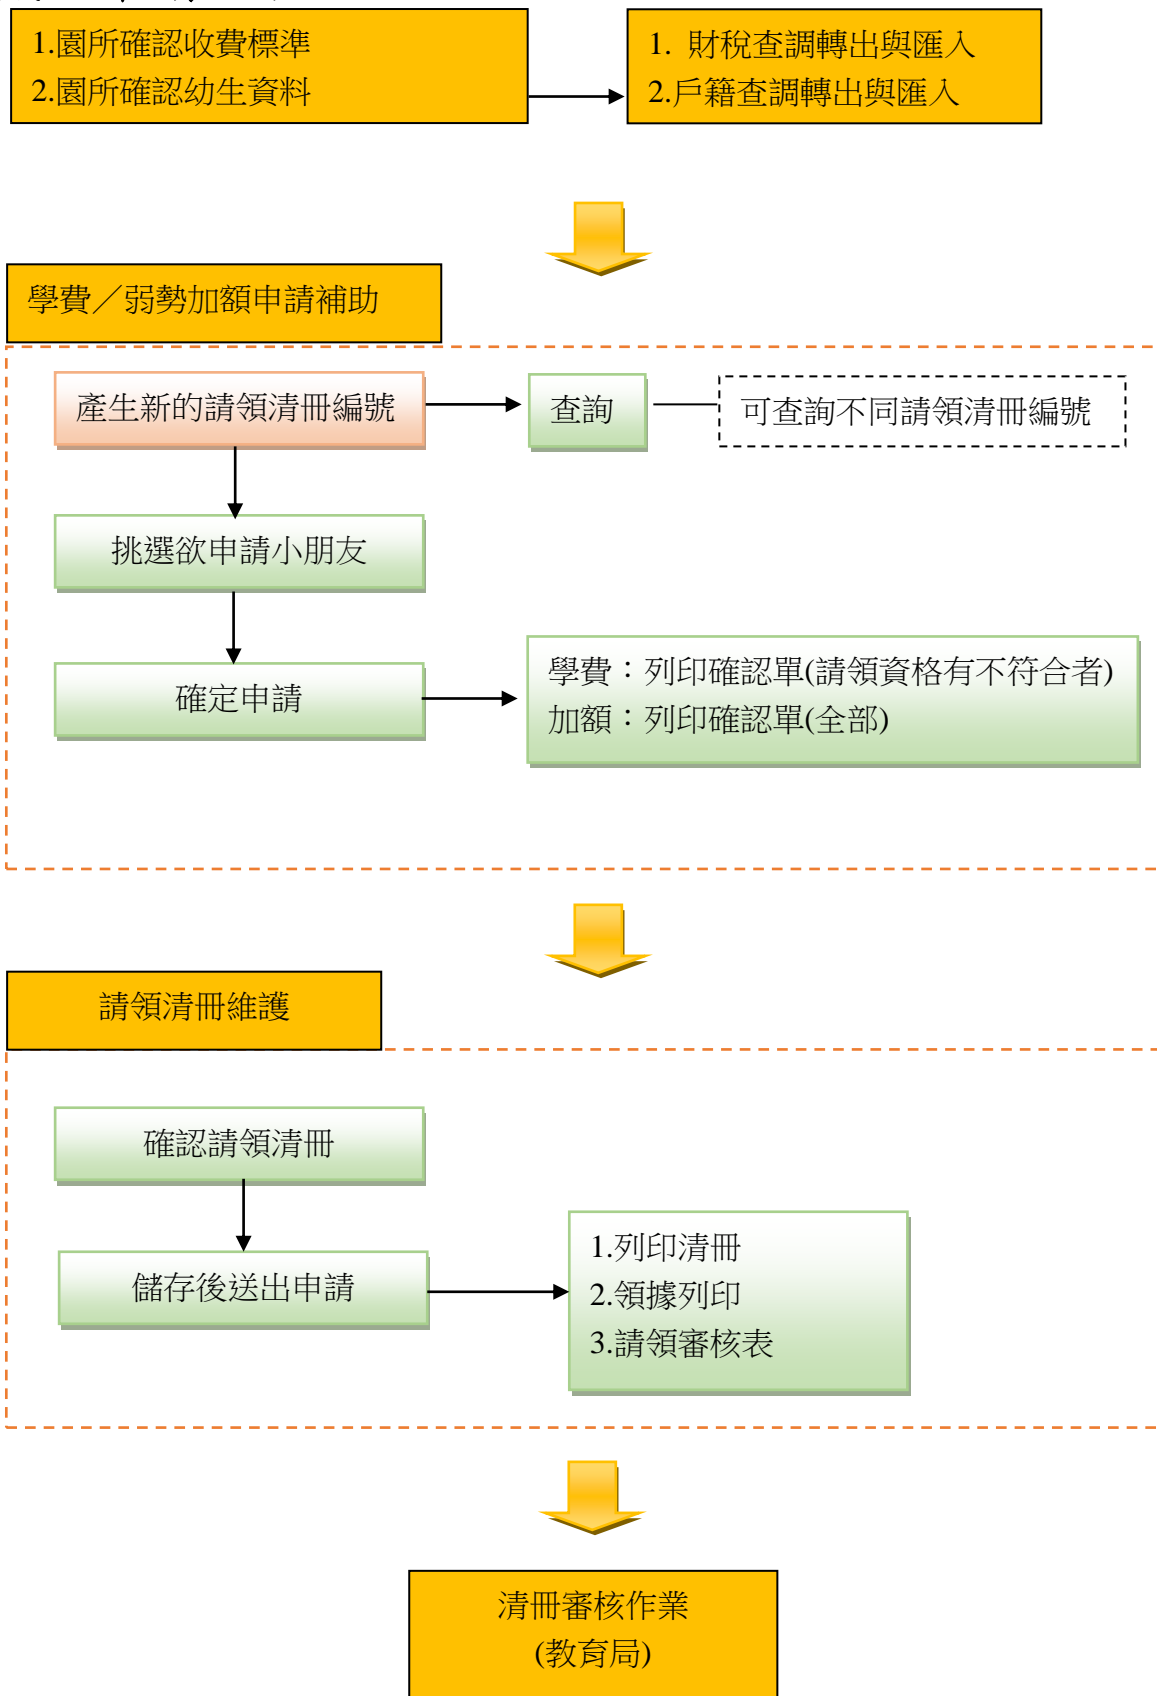 1.園所確認收費標準
2.園所確認幼生資料
1. 財稅查調轉出與匯入
2.戶籍查調轉出與匯入
學費／弱勢加額申請補助
產生新的請領清冊編號
查詢
可查詢不同請領清冊編號
挑選欲申請小朋友
確定申請
學費：列印確認單(請領資格有不符合者)
加額：列印確認單(全部)
請領清冊維護
確認請領清冊
儲存後送出申請
1.列印清冊
2.領據列印
3.請領審核表
清冊審核作業
(教育局)